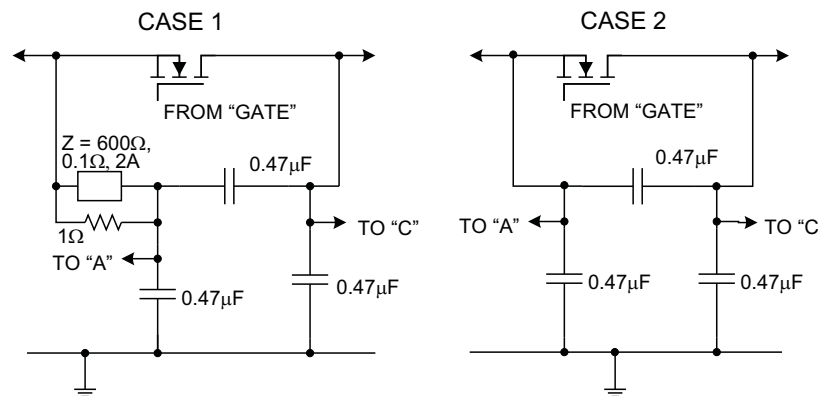 CASE 1
FROM “GATE”
Z = 600Ω,
0.1Ω, 2A
0.47μF
1Ω
TO “A”
TO “C”
0.47μF
0.47μF
CASE 2
FROM “GATE”
0.47μF
TO “A”
TO “C
0.47μF
0.47μF